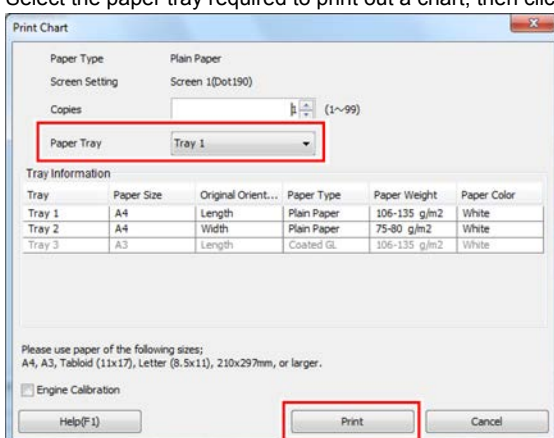 Select the paper tray required to print out a chart, then clic
Print Chart
Paper Type Plain Paper
Screen Setting Screen 1(Dot190)
Copies 1 (1~99)
Paper Tray Tray 1
Tray Information
Tray Paper Size Original Orient... Paper Type Paper Weight Paper Color
Tray 1 A4 Length Plain Paper 106-135 g/m2 White
Tray 2 A4 Width Plain Paper 75-80 g/m2 White
Tray 3 A3 Length Coated GL 106-135 g/m2 White
Please use paper of the following sizes;
A4, A3, Tabloid (11x17), Letter (8.5x11), 210x297mm, or larger.
Engine Calibration
Help(F1) Print Cancel